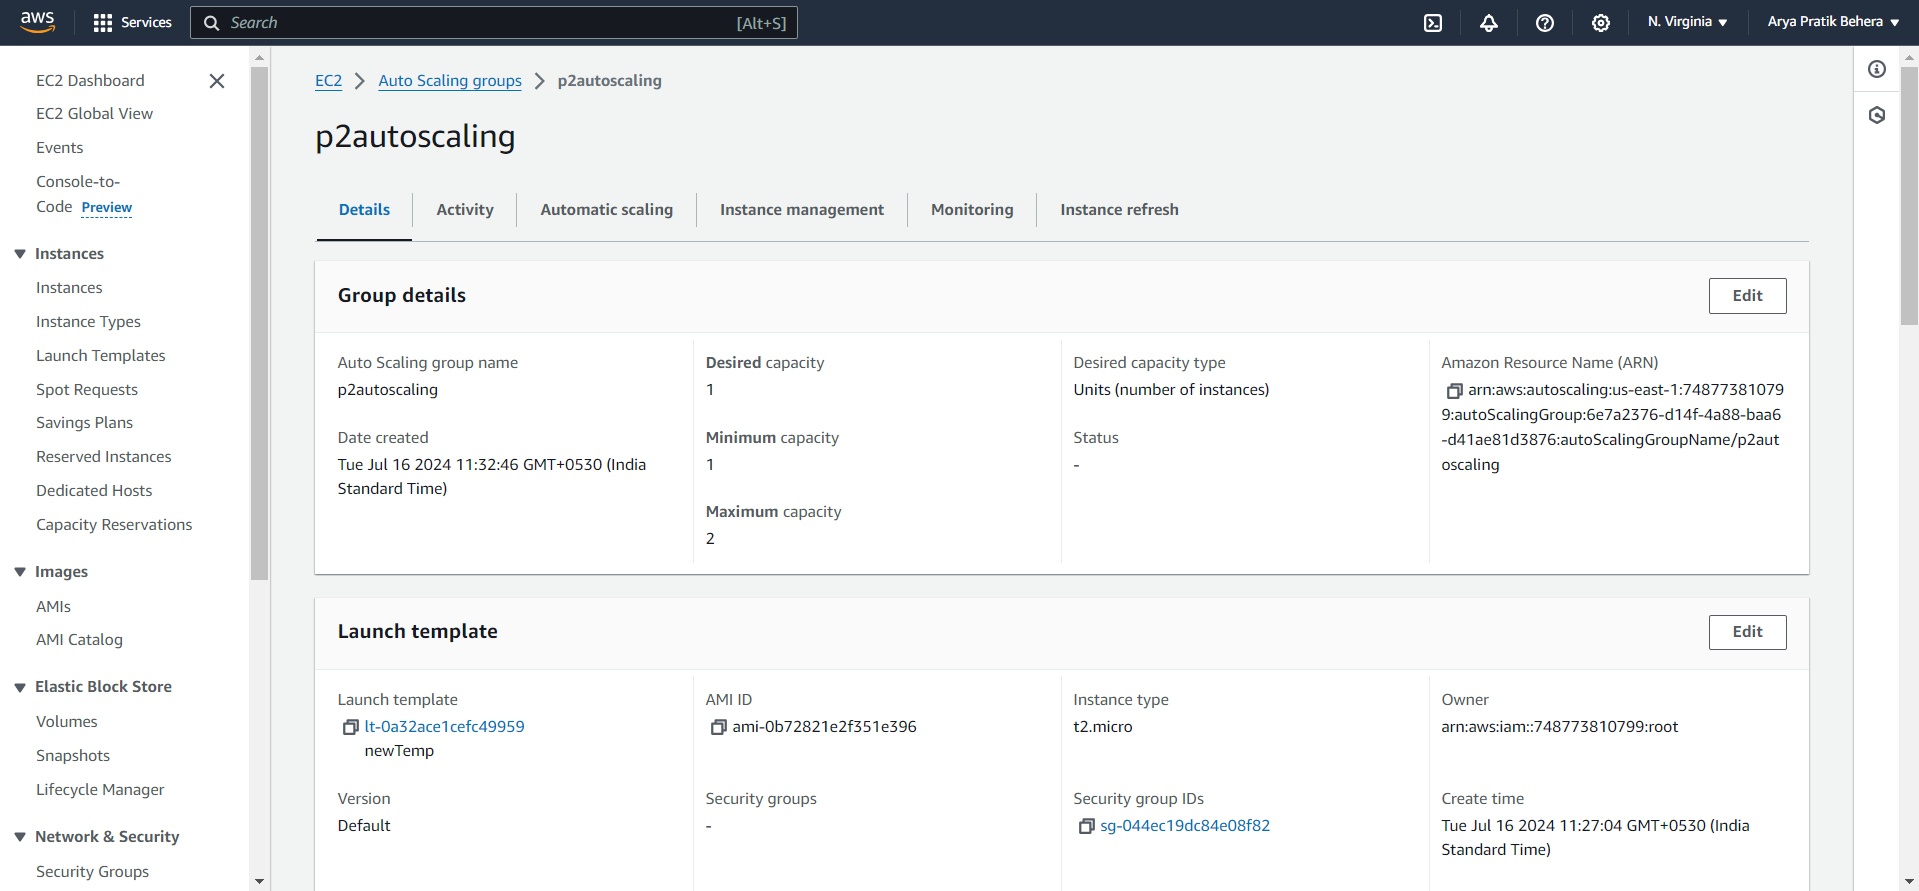 aws
Services
Search
[Alt+S]
N. Virginia
Arya Pratik Behera
EC2 Dashboard
EC2 Global View
Events
Console-to-
Code Preview
Instances
Instances
Instance Types
Launch Templates
Spot Requests
Savings Plans
Reserved Instances
Dedicated Hosts
Capacity Reservations
Images
AMIs
AMI Catalog
Elastic Block Store
Volumes
Snapshots
Lifecycle Manager
Network & Security
Security Groups
EC2 > Auto Scaling groups > p2autoscaling
p2autoscaling
Details
Activity
Automatic scaling
Instance management
Monitoring
Instance refresh
Group details
Edit
Auto Scaling group name
p2autoscaling
Date created
Tue Jul 16 2024 11:32:46 GMT+0530 (India
Standard Time)
Desired capacity
1
Minimum capacity
1
Maximum capacity
2
Desired capacity type
Units (number of instances)
Status
-
Amazon Resource Name (ARN)
arn:aws:autoscaling:us-east-1:74877381079
9:autoScalingGroup:6e7a2376-d14f-4a88-baa6
-d41ae81d3876:autoScalingGroupName/p2aut
oscaling
Launch template
Edit
Launch template
lt-0a32ace1cefc49959
newTemp
Version
Default
AMI ID
ami-0b72821e2f351e396
Security groups
-
Instance type
t2.micro
Security group IDs
sg-044ec19dc84e08f82
Owner
arn:aws:iam::748773810799:root
Create time
Tue Jul 16 2024 11:27:04 GMT+0530 (India
Standard Time)